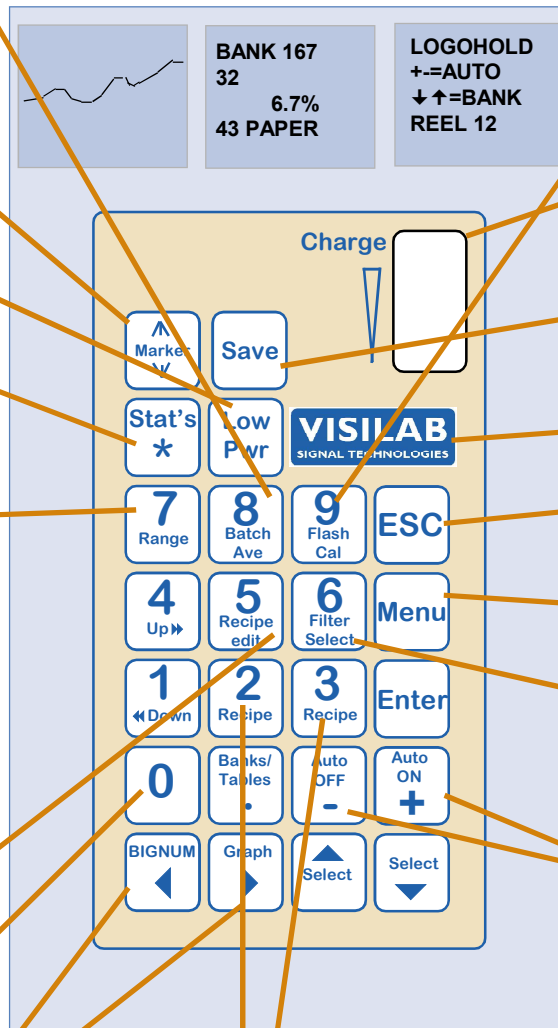 BANK 167
32
6.7%
43 PAPER
LOGOHOLD
+-=AUTO
↓↑=BANK
REEL 12
Charge
Marker
Save
Stat's
*
Low
Pwr
VISILAB
SIGNAL TECHNOLOGIES
7
Range
8
Batch
Ave
9
Flash
Cal
ESC
4
Up
5
Recipe
edit
6
Filter
Select
Menu
1
Down
2
Recipe
3
Recipe
Enter
0
Banks/
Tables
.
Auto
OFF
-
Auto
ON
+
BIGNUM
Graph
Select
Select